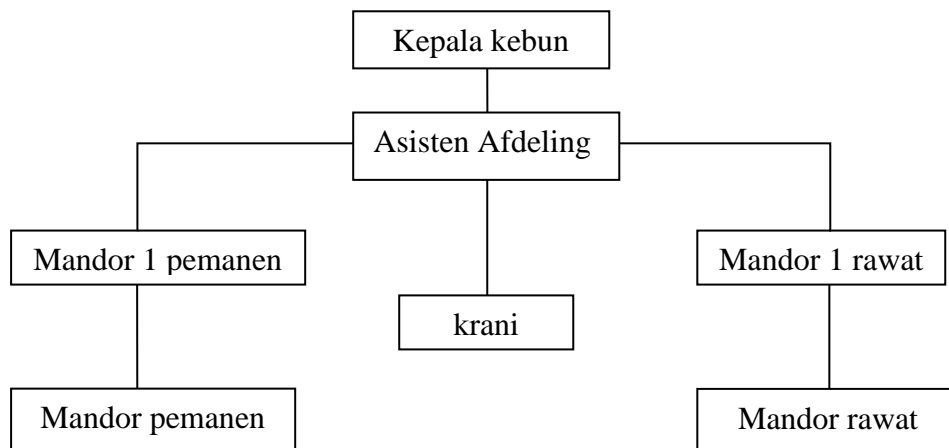 Kepala kebun
Asisten Afdeling
Mandor 1 pemanen
Mandor 1 rawat
krani
Mandor pemanen
Mandor rawat